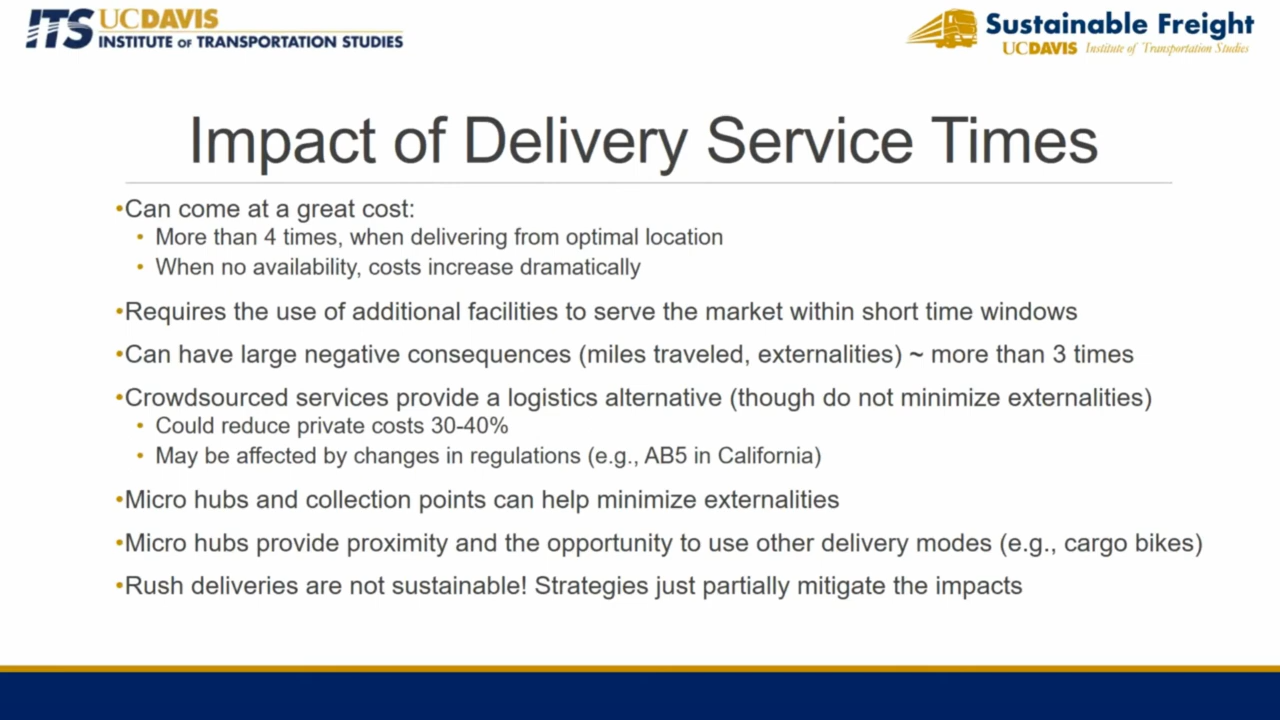 ITS UCDAVIS
INSTITUTE OF TRANSPORTATION STUDIES
Sustainable Freight
UCDAVIS Institute of Transportation Studies
Impact of Delivery Service Times
•Can come at a great cost:
• More than 4 times, when delivering from optimal location
• When no availability, costs increase dramatically
•Requires the use of additional facilities to serve the market within short time windows
•Can have large negative consequences (miles traveled, externalities) ~ more than 3 times
•Crowdsourced services provide a logistics alternative (though do not minimize externalities)
• Could reduce private costs 30-40%
• May be affected by changes in regulations (e.g., AB5 in California)
•Micro hubs and collection points can help minimize externalities
•Micro hubs provide proximity and the opportunity to use other delivery modes (e.g., cargo bikes)
•Rush deliveries are not sustainable! Strategies just partially mitigate the impacts